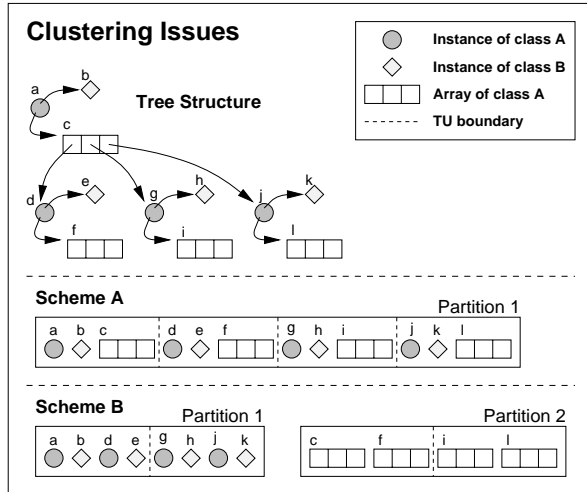 Clustering Issues
Instance of class A
Instance of class B
Array of class A
TU boundary
Tree Structure
a
b
c
d
e
f
g
h
i
j
k
l
Scheme A
Partition 1
a b c d e f g h i j k l
Scheme B
Partition 1
Partition 2
a b d e g h j k
c f i l